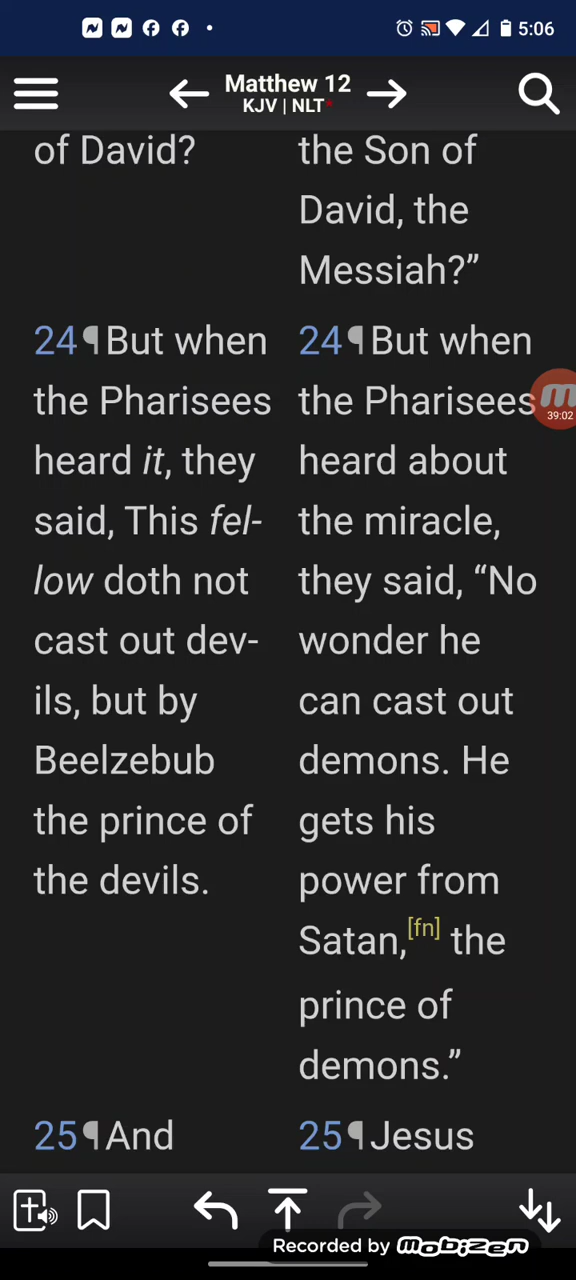 5:06
Matthew 12
KJV | NLT*
of David?
the Son of
David, the
Messiah?”
24 ¶But when
the Pharisees
heard it, they
said, This fel-
low doth not
cast out dev-
ils, but by
Beelzebub
the prince of
the devils.
24 ¶But when
the Pharisees
heard about
the miracle,
they said, “No
wonder he
can cast out
demons. He
gets his
power from
Satan,[fn] the
prince of
demons.”
25 ¶And
25 ¶Jesus
39:02
Recorded by mobizen